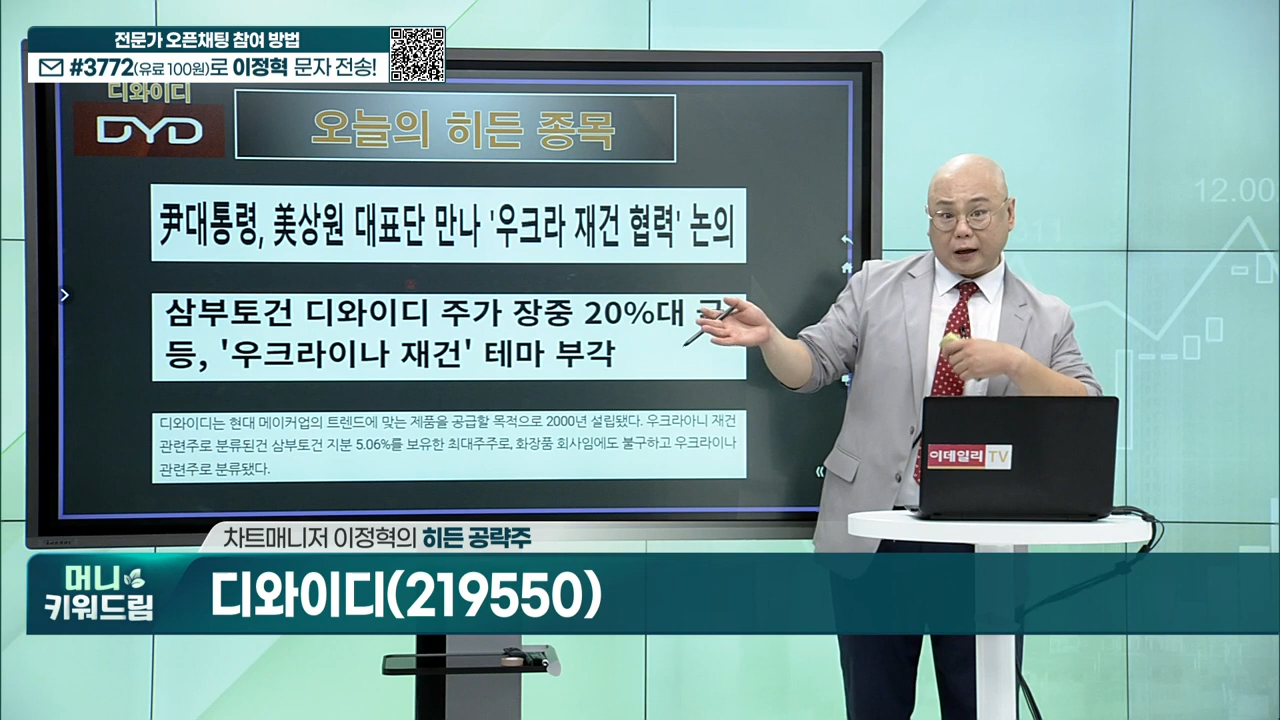 전문가 오픈채팅 참여 방법
#3772(유료 100원)로 이정혁 문자 전송!
디와이디
DYD
오늘의 히든 종목
尹대통령, 美상원 대표단 만나 '우크라 재건 협력' 논의
삼부토건 디와이디 주가 장중 20%대
등, '우크라이나 재건' 테마 부각
디와이디는 현대 메이커업의 트렌드에 맞는 제품을 공급할 목적으로 2000년 설립됐다. 우크라아니 재건
관련주로 분류된건 삼부토건 지분 5.06%를 보유한 최대주주로, 화장품 회사임에도 불구하고 우크라이나
관련주로 분류됐다.
12.00
이데일리 TV
차트매니저 이정혁의 히든 공략주
머니
키워드림
디와이디(219550)